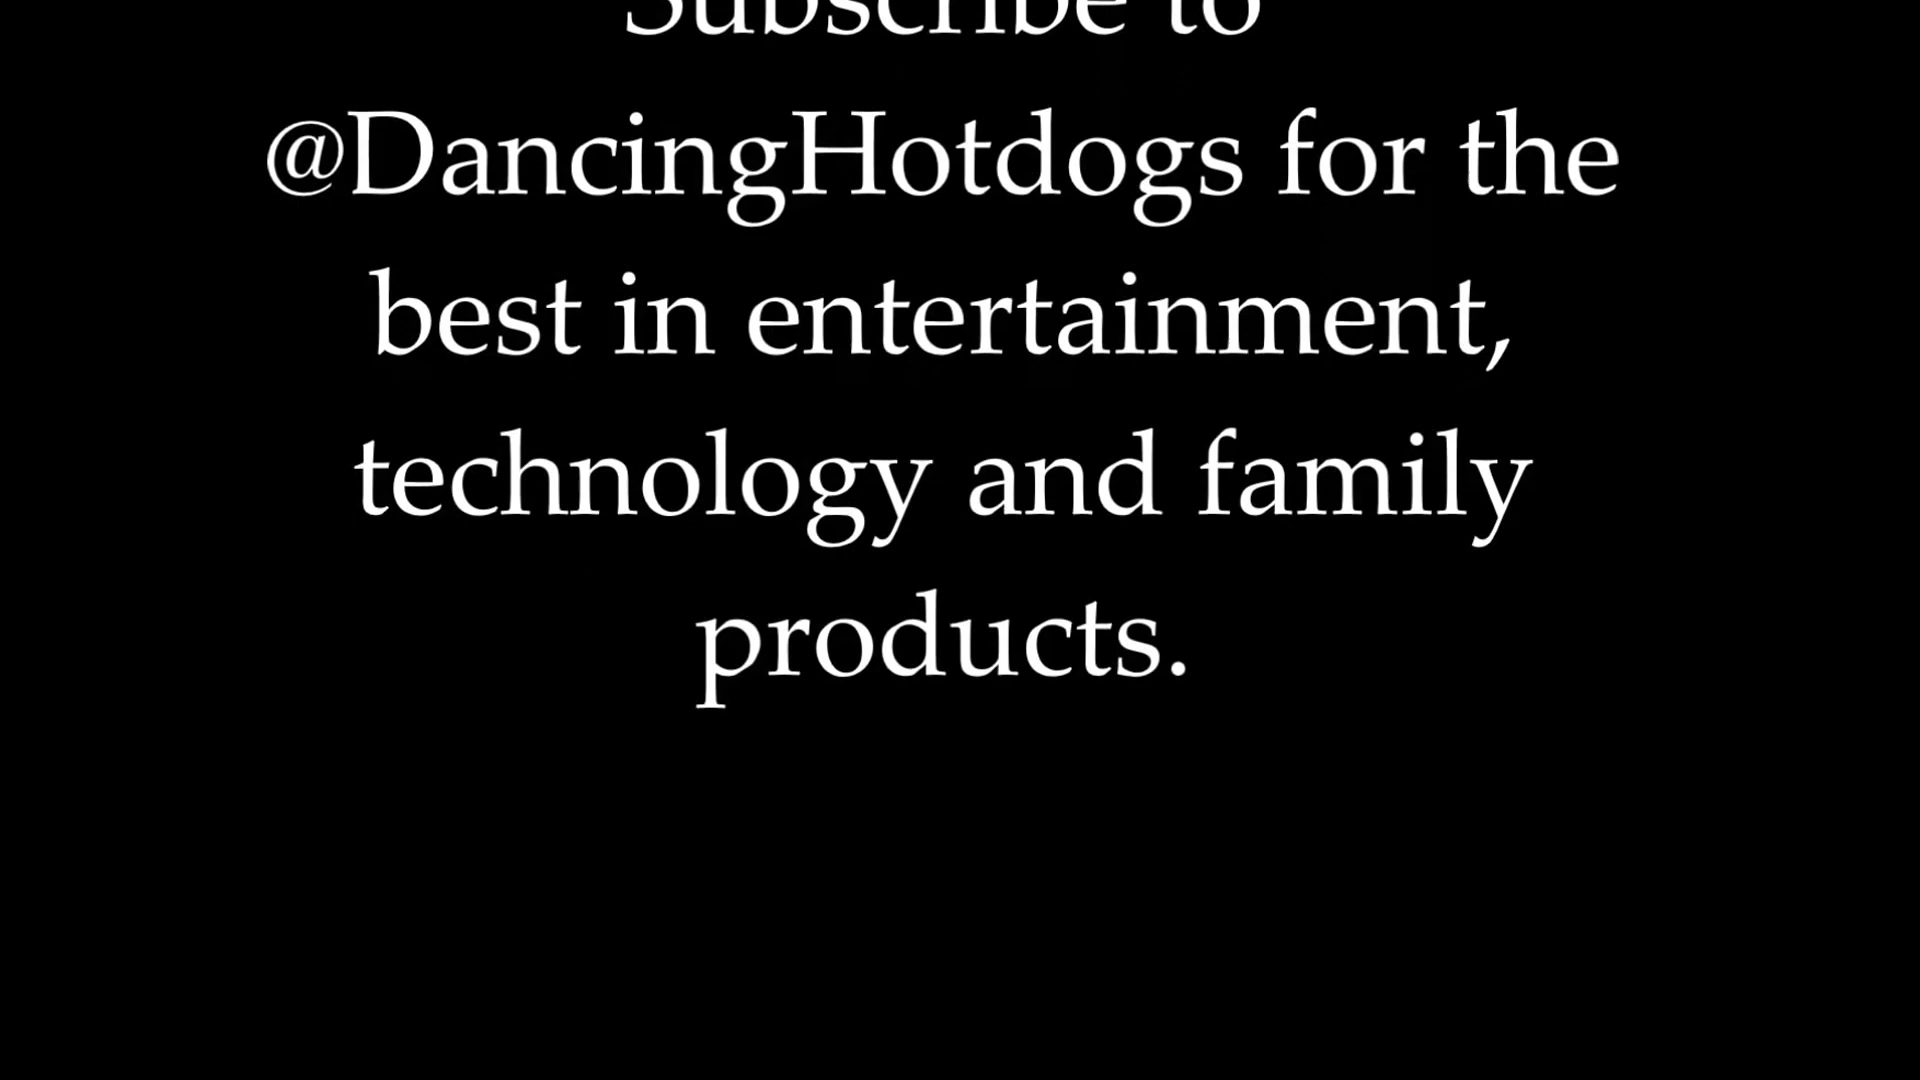 Subscribe to
@DancingHotdogs for the
best in entertainment,
technology and family
products.